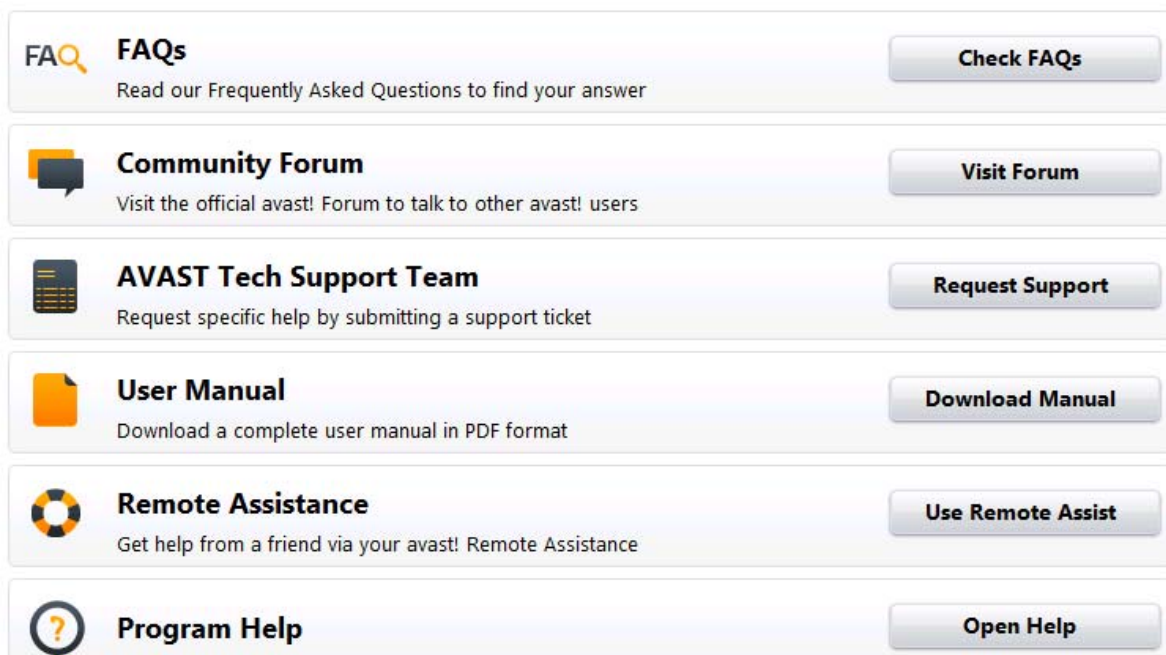 FAQ
FAQs
Check FAQs
Read our Frequently Asked Questions to find your answer
Community Forum
Visit Forum
Visit the official avast! Forum to talk to other avast! users
AVAST Tech Support Team
Request Support
Request specific help by submitting a support ticket
User Manual
Download Manual
Download a complete user manual in PDF format
Remote Assistance
Use Remote Assist
Get help from a friend via your avast! Remote Assistance
?
Program Help
Open Help